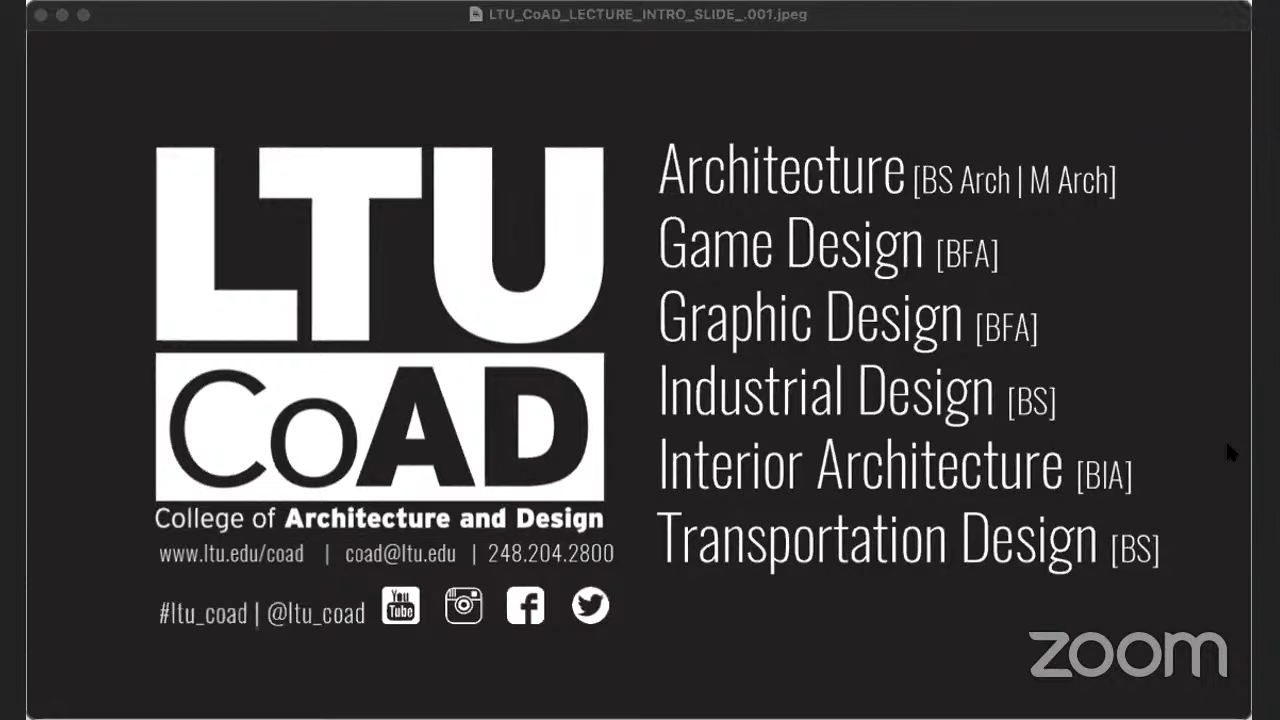 LTU_CoAD_LECTURE_INTRO_SLIDE_.001.jpeg
LTU
CoAD
College of Architecture and Design
www.ltu.edu/coad | coad@ltu.edu | 248.204.2800
#ltu_coad | @ltu_coad
You Tube
Architecture [BS Arch | M Arch]
Game Design [BFA]
Graphic Design [BFA]
Industrial Design [BS]
Interior Architecture [BIA]
Transportation Design [BS]
zoom